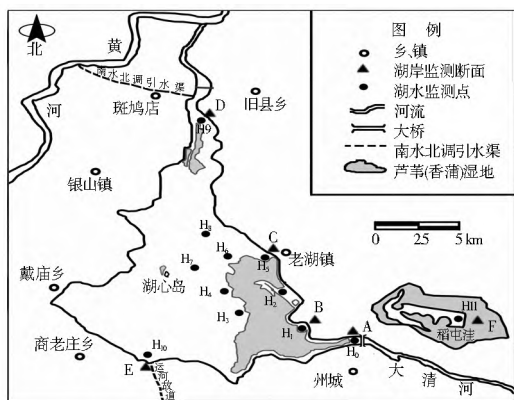 北
黄
河
南水北调引水渠
斑鸠店
旧县乡
D
H9
银山镇
戴庙乡
商老庄乡
湖心岛
H₈
H₇
H₆
H₅
H₄
H₃
H₂
H₁
H₀
H₁₀
E
运河故道
C
老湖镇
B
A
州城
大清河
稻屯洼
H11
F
图 例
乡、镇
湖岸监测断面
湖水监测点
河流
大桥
南水北调引水渠
芦苇(香蒲)湿地
0 25 5 km